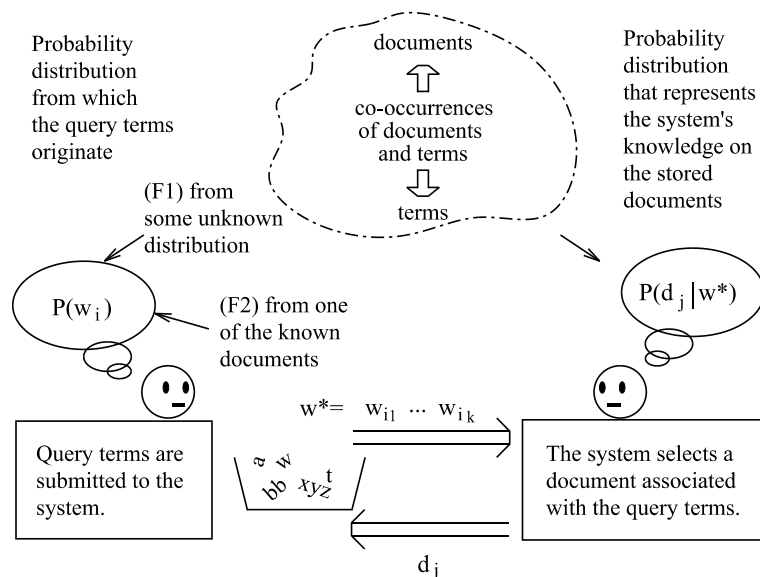 Probability
distribution
from which
the query terms
originate
documents
co-occurrences
of documents
and terms
terms
Probability
distribution
that represents
the system's
knowledge on
the stored
documents
(F1) from
some unknown
distribution
P(w i )
(F2) from one
of the known
documents
P(d j | w*)
w*= w i1 ... w i k
Query terms are
submitted to the
system.
a w t
bb xyz
The system selects a
document associated
with the query terms.
d j